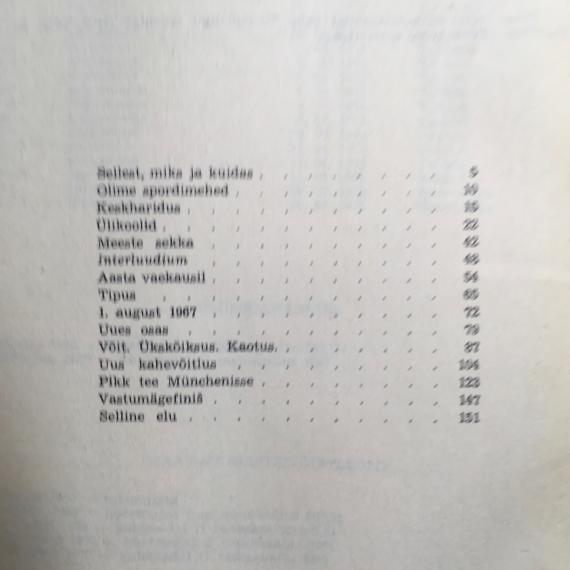 Sellest, miks ja kuidas . . . . . . . . 5
Olime spordimehed . . . . . . . . . 10
Keskharidus . . . . . . . . . . . 15
Ülikoolid . . . . . . . . . . . . 22
Meeste sekka . . . . . . . . . . 42
Interluudium . . . . . . . . . . 48
Aasta vaekausil . . . . . . . . . . 54
Tipus . . . . . . . . . . . . 65
1. august 1967 . . . . . . . . . . 72
Uues osas . . . . . . . . . . . 79
Võit. Ükskõiksus. Kaotus. . . . . . . . 87
Uus kahevõitlus . . . . . . . . . . 104
Pikk tee Münchenisse . . . . . . . . 123
Vastumägefiniš . . . . . . . . . . 147
Selline elu . . . . . . . . . . . 151